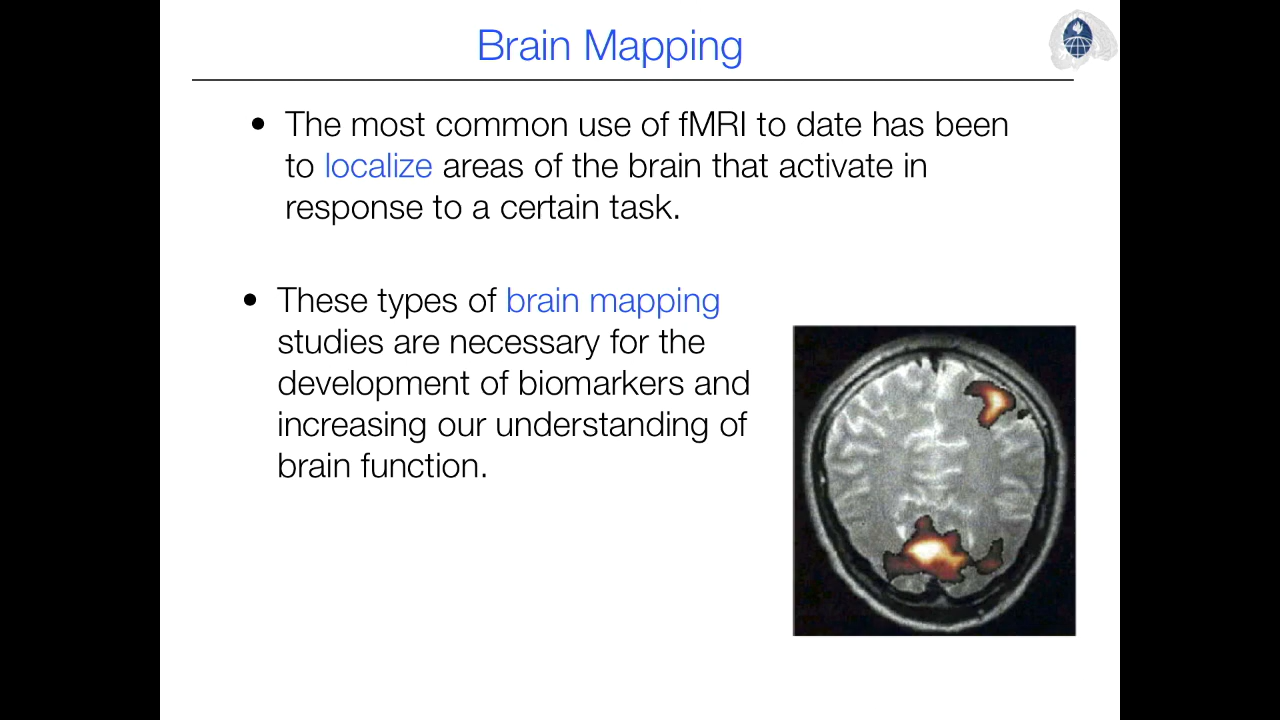 Brain Mapping
• The most common use of fMRI to date has been
to localize areas of the brain that activate in
response to a certain task.
• These types of brain mapping
studies are necessary for the
development of biomarkers and
increasing our understanding of
brain function.